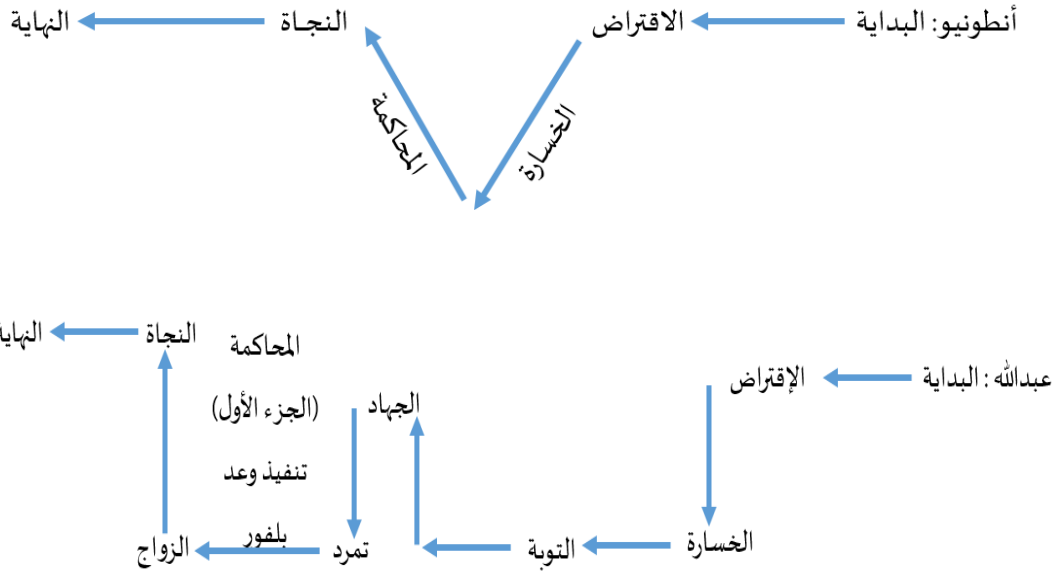 أنطونيو: البداية
الاقتراض
الخسارة
المحاكمة
النجاة
النهاية
عبدالله : البداية
الإقتراض
الخسارة
التوبة
الجهاد
تمرد
المحاكمة
(الجزء الأول)
تنفيذ وعد
بلفور
الزواج
النجاة
النهاية